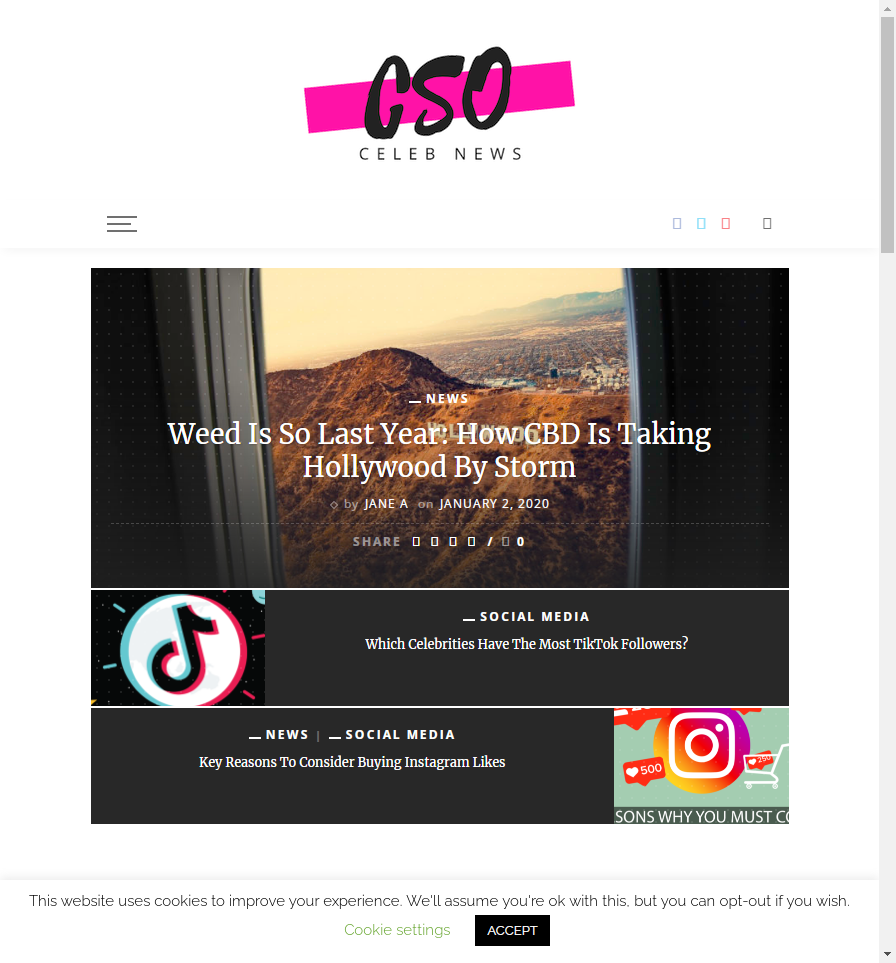 CSO
CELEB NEWS
NEWS
Weed Is So Last Year: How CBD Is Taking
Hollywood By Storm
by JANE A on JANUARY 2, 2020
SHARE / 0
SOCIAL MEDIA
Which Celebrities Have The Most TikTok Followers?
NEWS | SOCIAL MEDIA
Key Reasons To Consider Buying Instagram Likes
500
250
SONS WHY YOU MUST CO
This website uses cookies to improve your experience. We'll assume you're ok with this, but you can opt-out if you wish.
Cookie settings ACCEPT